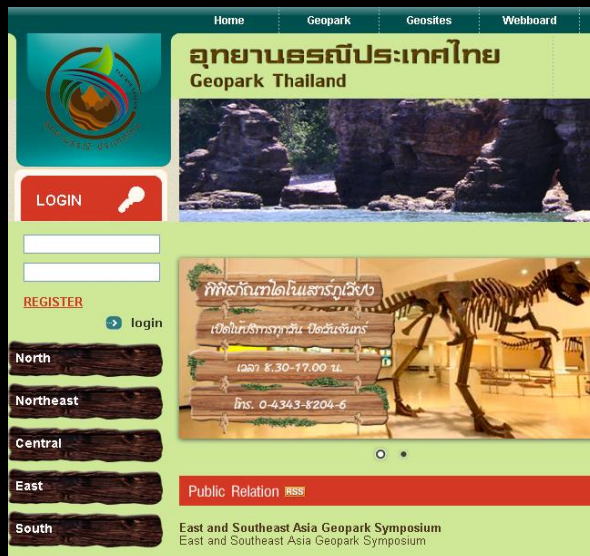 Home Geopark Geosites Webboard
อุทยานธรณีประเทศไทย
Geopark Thailand
LOGIN
REGISTER
login
North
Northeast
Central
East
South
พิพิธภัณฑ์ไดโนเสาร์ภูเวียง
เปิดให้บริการทุกวัน ปิดวันจันทร์
เวลา 8.30-17.00 น.
โทร. 0-4343-8204-6
Public Relation RSS
East and Southeast Asia Geopark Symposium
East and Southeast Asia Geopark Symposium